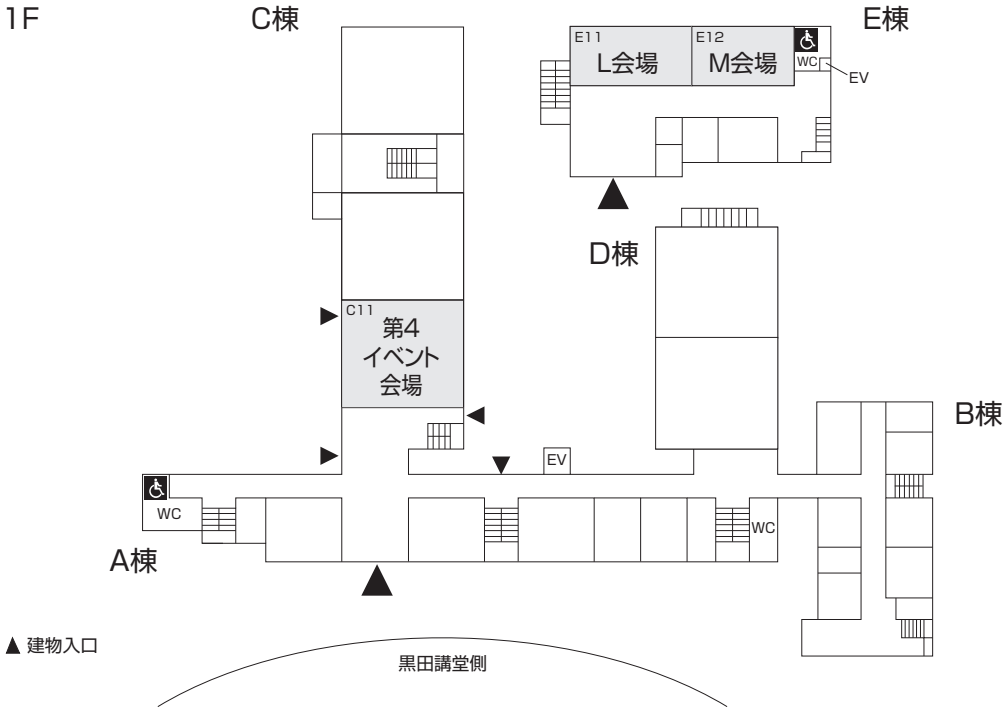 1F
C棟
E棟
E11
L会場
E12
M会場
WC
EV
D棟
C11
第4
イベント
会場
B棟
EV
WC
WC
A棟
▲ 建物入口
黒田講堂側